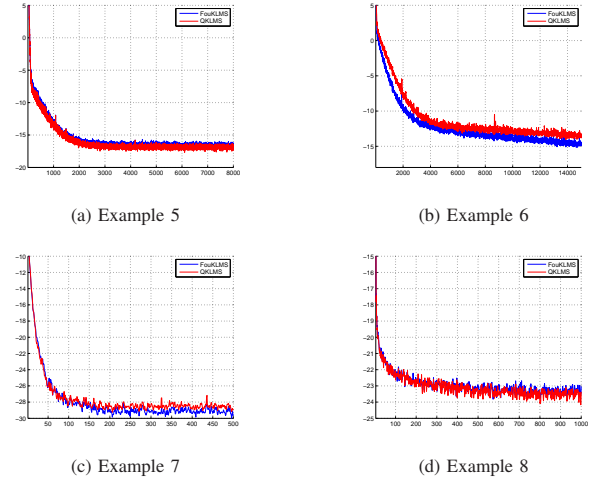 5
0
−5
−10
−15
−20
1000 2000 3000 4000 5000 6000 7000 8000
FouKLMS
QKLMS
(a) Example 5
5
0
−5
−10
−15
2000 4000 6000 8000 10000 12000 14000
FouKLMS
QKLMS
(b) Example 6
−10
−12
−14
−16
−18
−20
−22
−24
−26
−28
−30
50 100 150 200 250 300 350 400 450 500
FouKLMS
QKLMS
(c) Example 7
−15
−16
−17
−18
−19
−20
−21
−22
−23
−24
−25
100 200 300 400 500 600 700 800 900 1000
FouKLMS
QKLMS
(d) Example 8